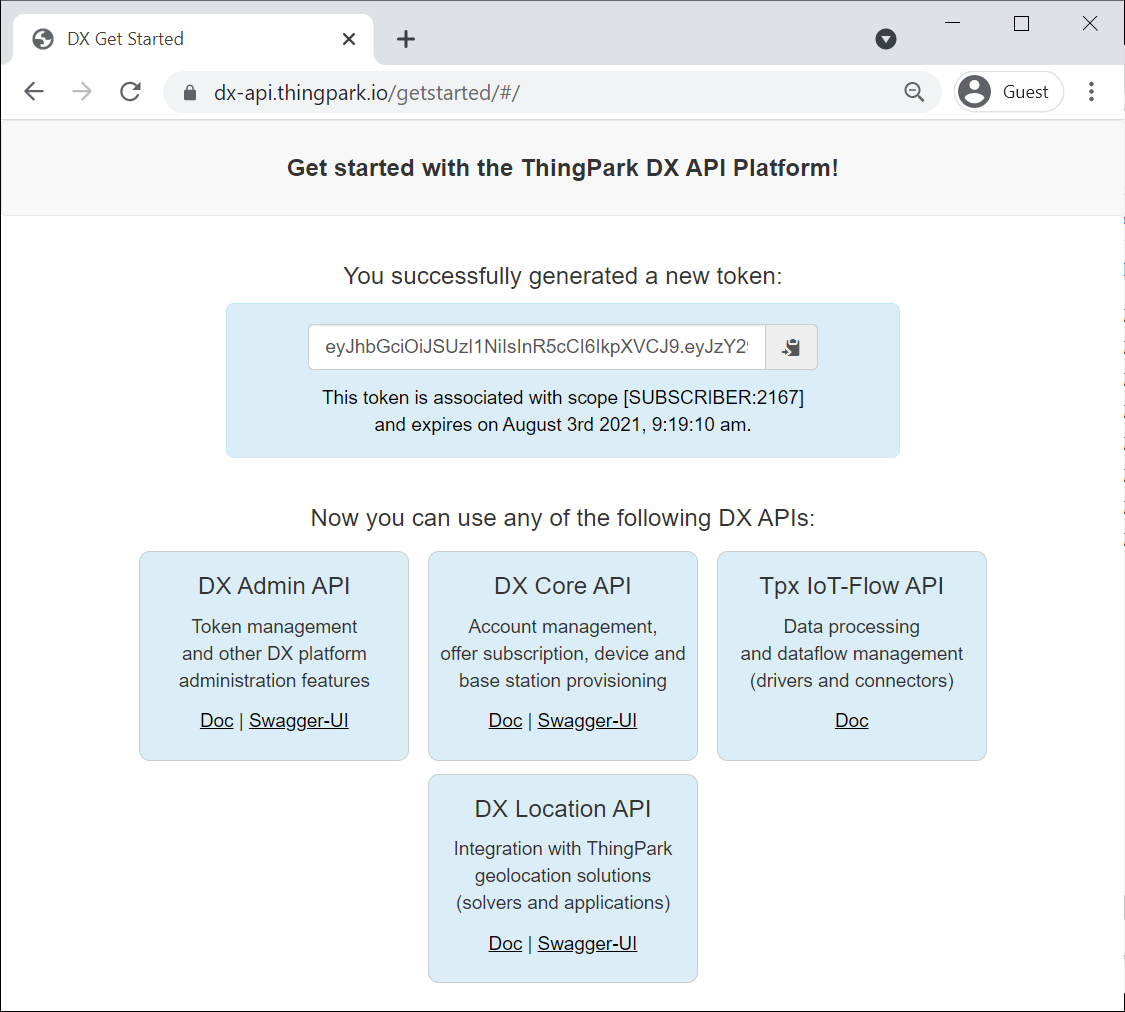 DX Get Started
dx-api.thingpark.io/getstarted/#/
Guest
Get started with the ThingPark DX API Platform!
You successfully generated a new token:
eyJhbGciOiJSUzI1NiIsInR5cCI6IkpXVCJ9.eyJzY29
This token is associated with scope [SUBSCRIBER:2167]
and expires on August 3rd 2021, 9:19:10 am.
Now you can use any of the following DX APIs:
DX Admin API
Token management
and other DX platform
administration features
Doc | Swagger-UI
DX Core API
Account management,
offer subscription, device and
base station provisioning
Doc | Swagger-UI
Tpx IoT-Flow API
Data processing
and dataflow management
(drivers and connectors)
Doc
DX Location API
Integration with ThingPark
geolocation solutions
(solvers and applications)
Doc | Swagger-UI